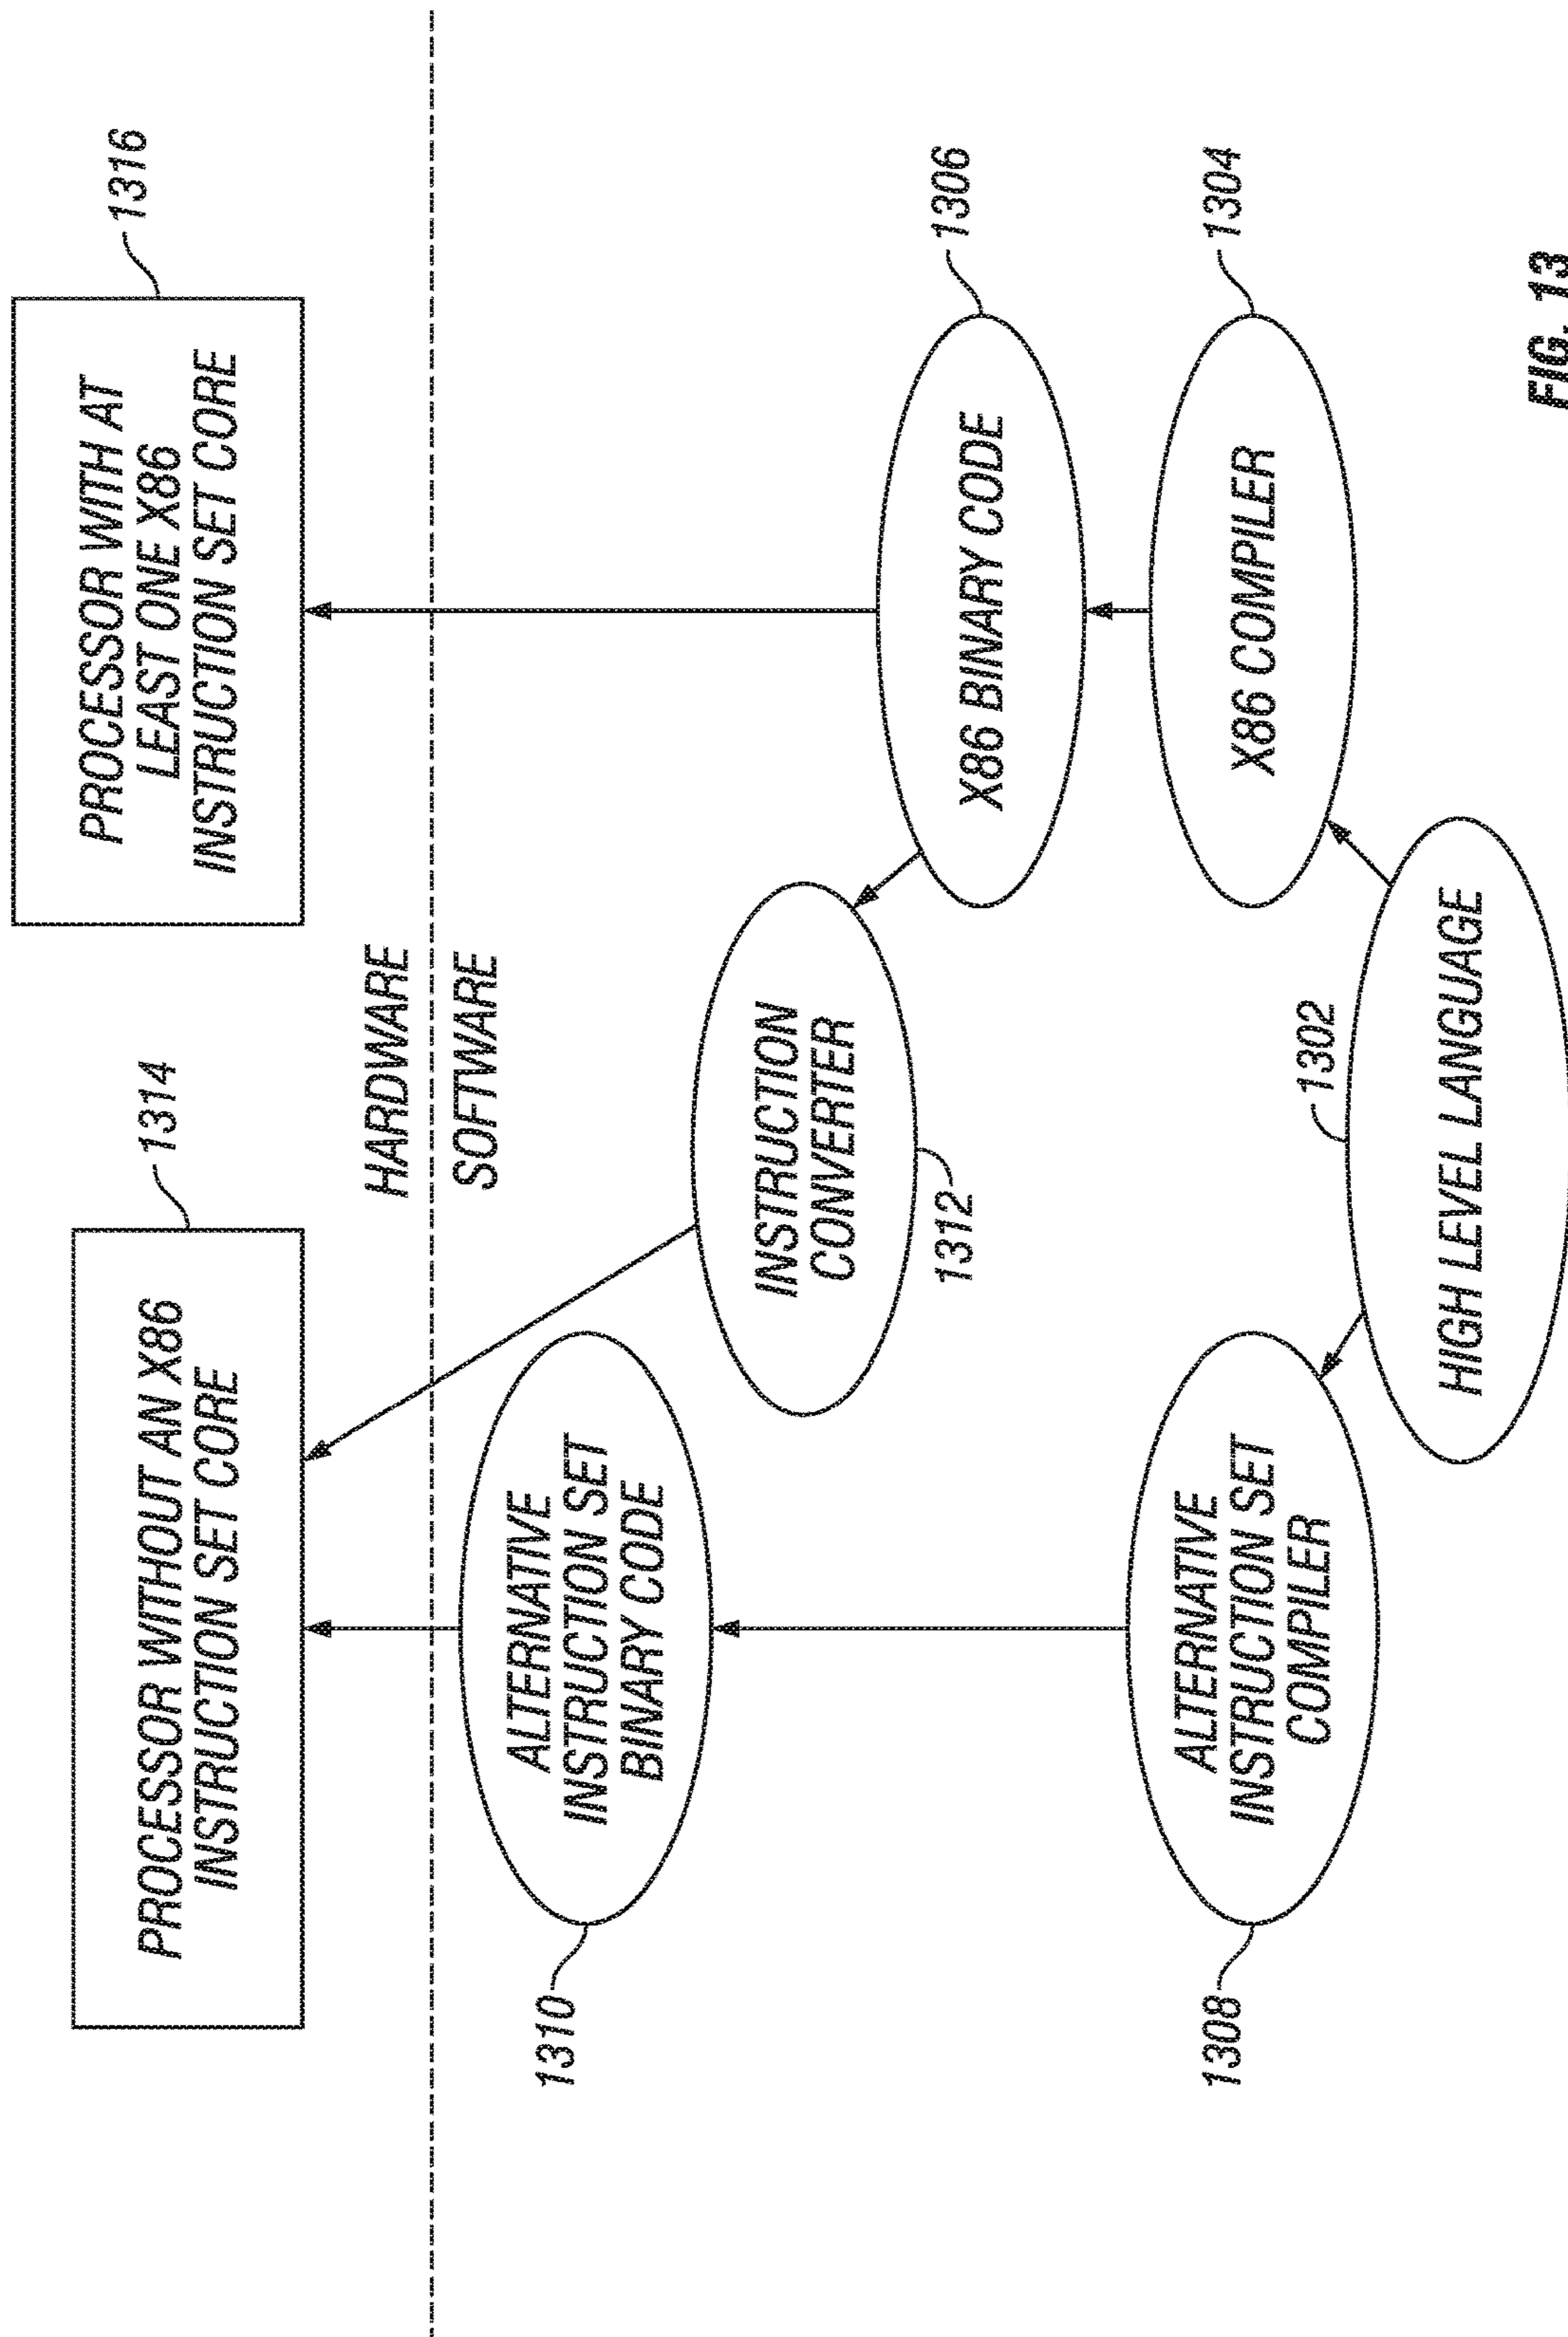 PROCESSOR WITHOUT AN X86
INSTRUCTION SET CORE
1314
PROCESSOR WITH AT
LEAST ONE X86
INSTRUCTION SET CORE
1316
HARDWARE
SOFTWARE
1310
ALTERNATIVE
INSTRUCTION SET
BINARY CODE
INSTRUCTION
CONVERTER
1312
X86 BINARY CODE
1306
1308
ALTERNATIVE
INSTRUCTION SET
COMPILER
X86 COMPILER
1304
1302
HIGH LEVEL LANGUAGE
FIG. 13